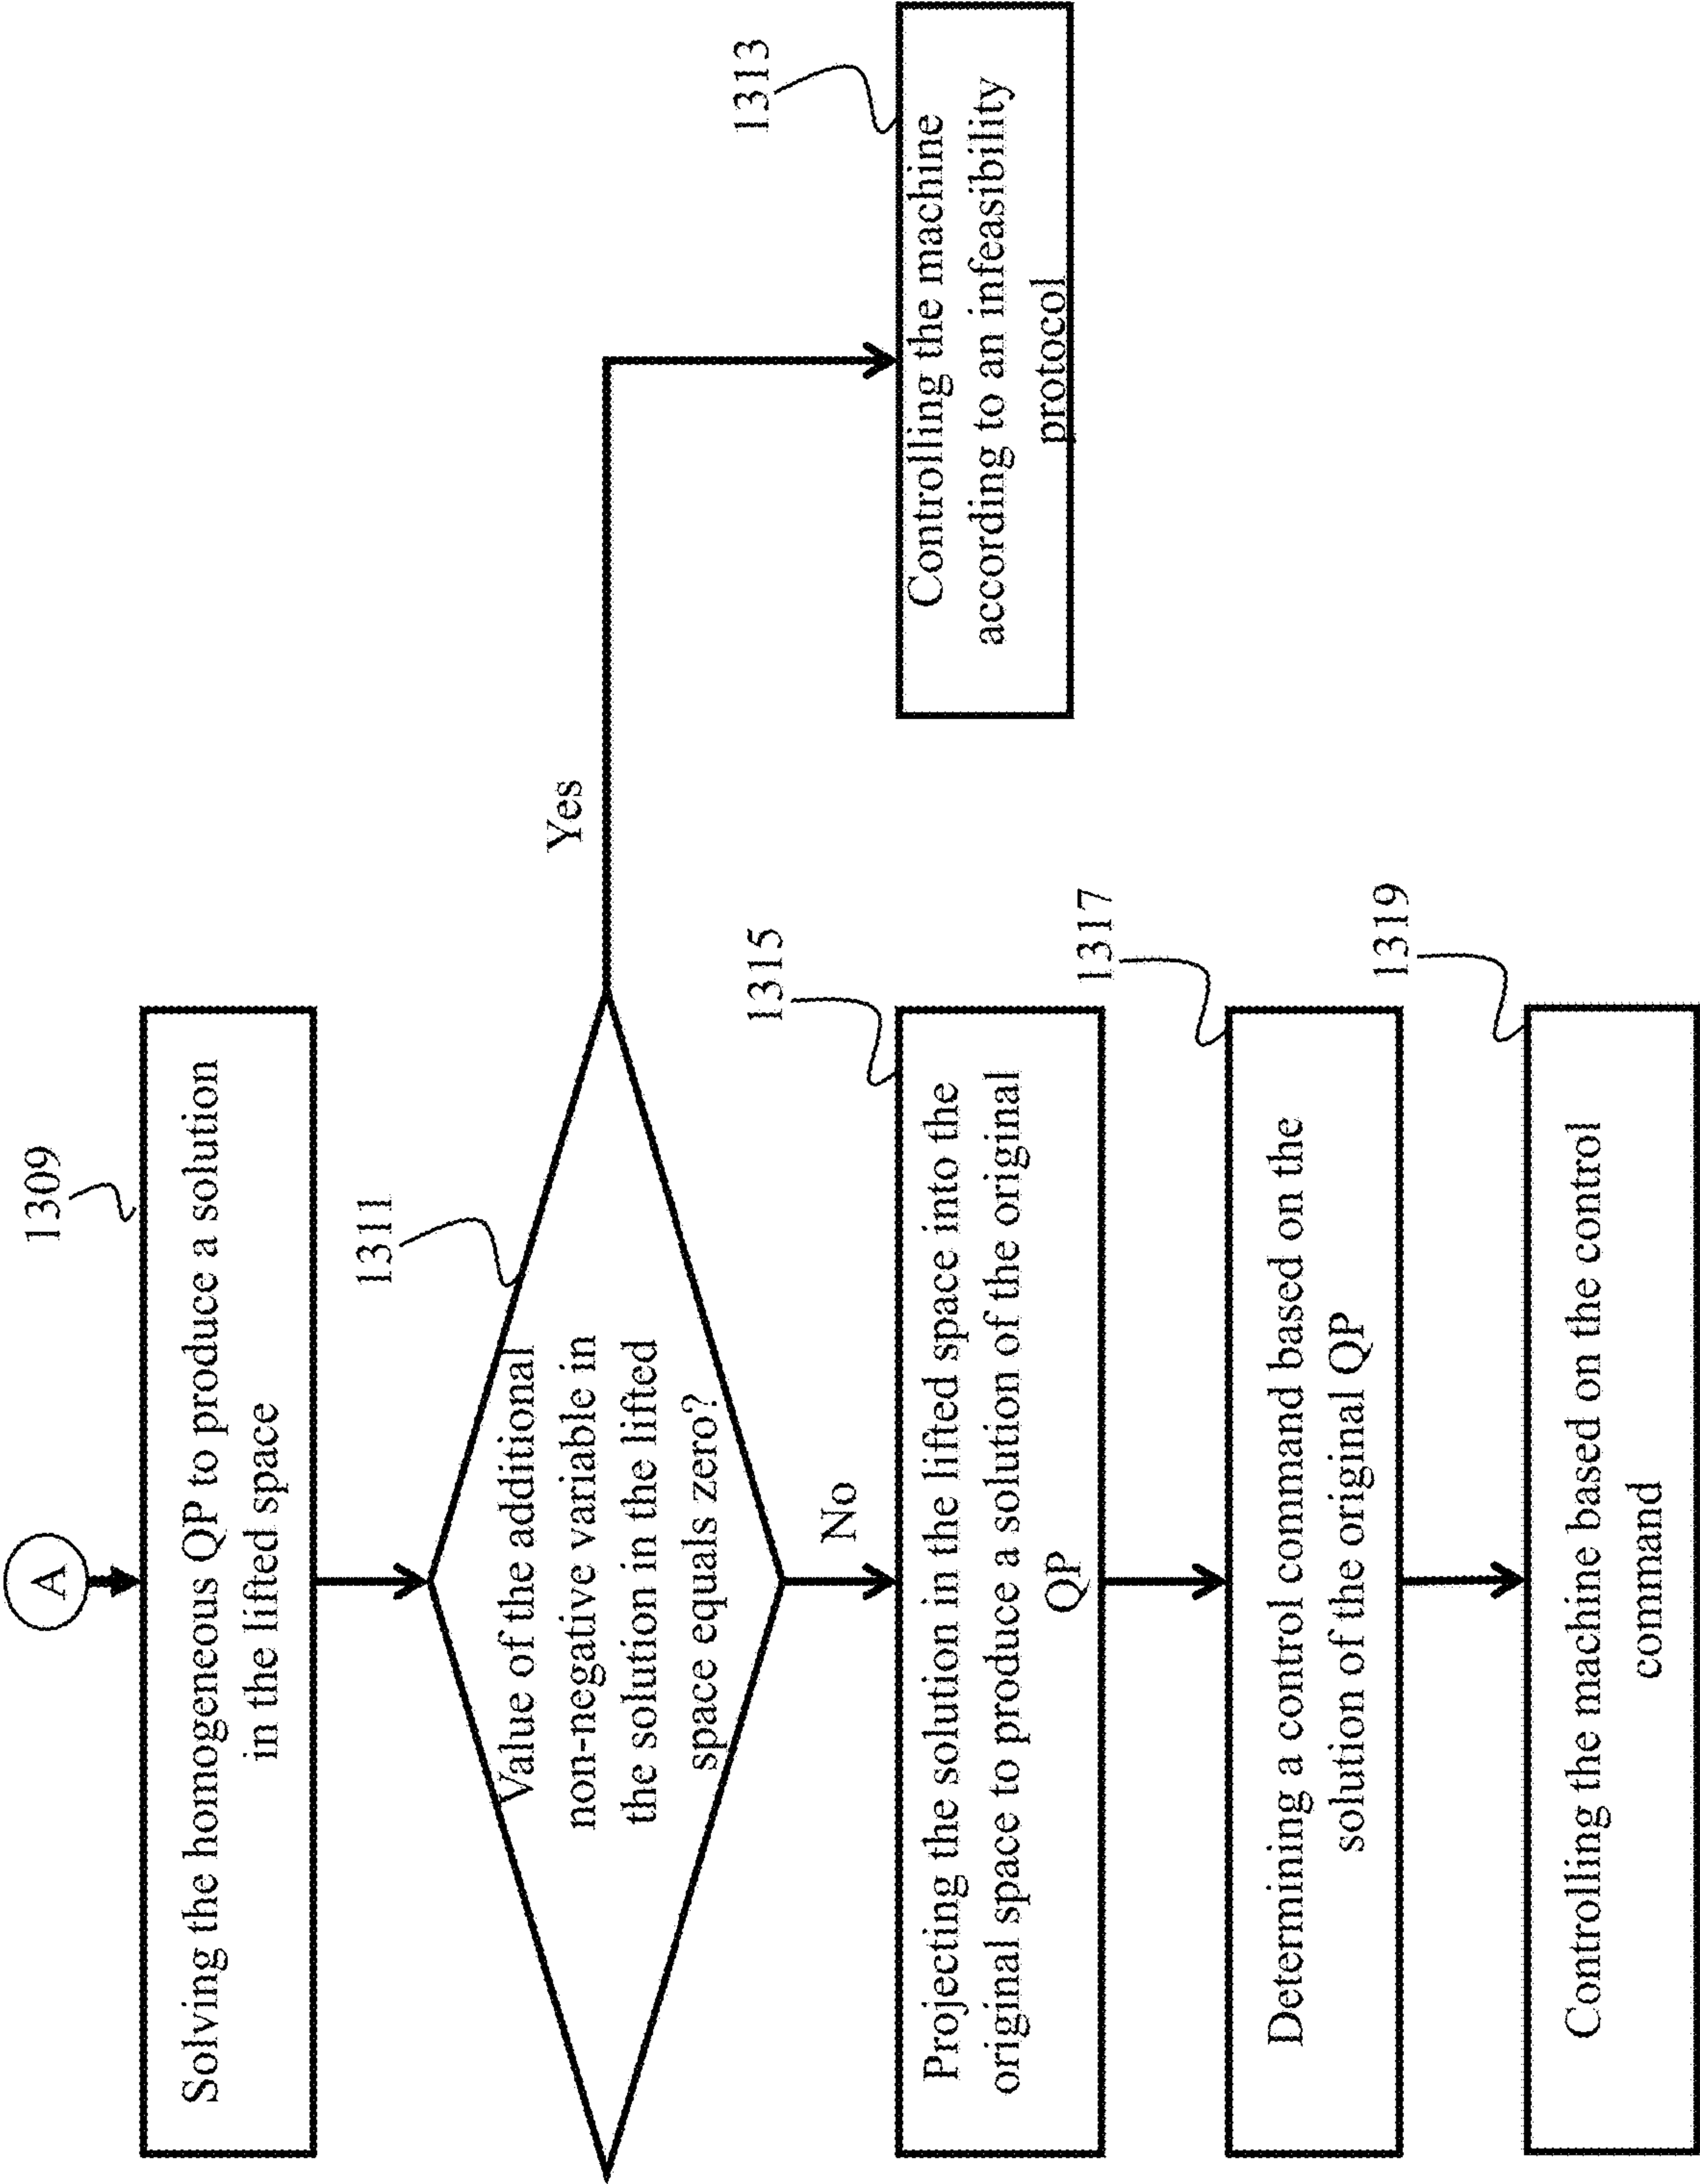 A
1309
Solving the homogeneous QP to produce a solution
in the lifted space
1311
Value of the additional
non-negative variable in
the solution in the lifted
space equals zero?
Yes
1313
Controlling the machine
according to an infeasibility
protocol
No
1315
Projecting the solution in the lifted space into the
original space to produce a solution of the original
QP
1317
Determining a control command based on the
solution of the original QP
1319
Controlling the machine based on the control
command